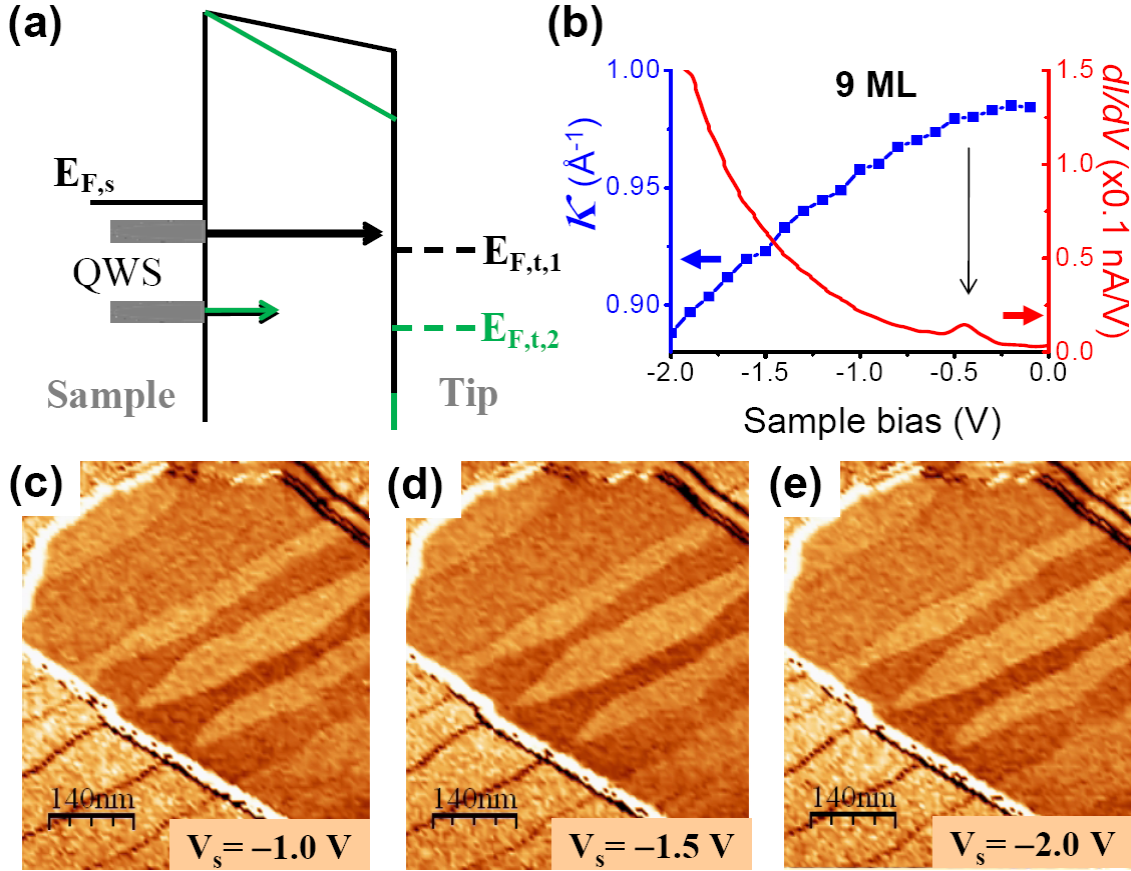 (a)
E_F,s
QWS
E_F,t,1
E_F,t,2
Sample
Tip
(b)
9 ML
1.00
0.95
0.90
κ (Å⁻¹)
1.5
1.0
0.5
0.0
dI/dV (x0.1 nA/V)
-2.0 -1.5 -1.0 -0.5 0.0
Sample bias (V)
(c)
140nm
V_s= −1.0 V
(d)
140nm
V_s= −1.5 V
(e)
140nm
V_s= −2.0 V